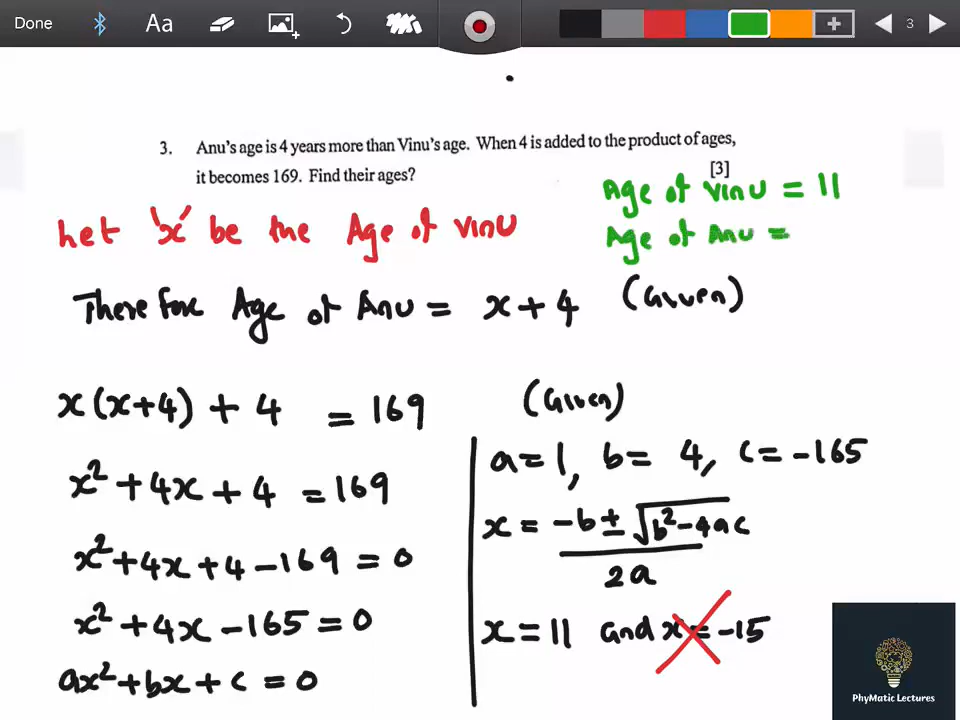 Done Aa 3
3. Anu's age is 4 years more than Vinu's age. When 4 is added to the product of ages,
it becomes 169. Find their ages? [3]
Age of Vinu = 11
Age of Anu =
Let 'x' be the Age of Vinu
Therefore Age of Anu = x + 4 (Given)
x(x+4) + 4 = 169 (Given)
x² + 4x + 4 = 169
x² + 4x + 4 - 169 = 0
x² + 4x - 165 = 0
ax² + bx + c = 0
a = 1, b = 4, c = -165
x = -b ± √b² - 4ac
2a
x = 11 and x = -15
PhyMatic Lectures